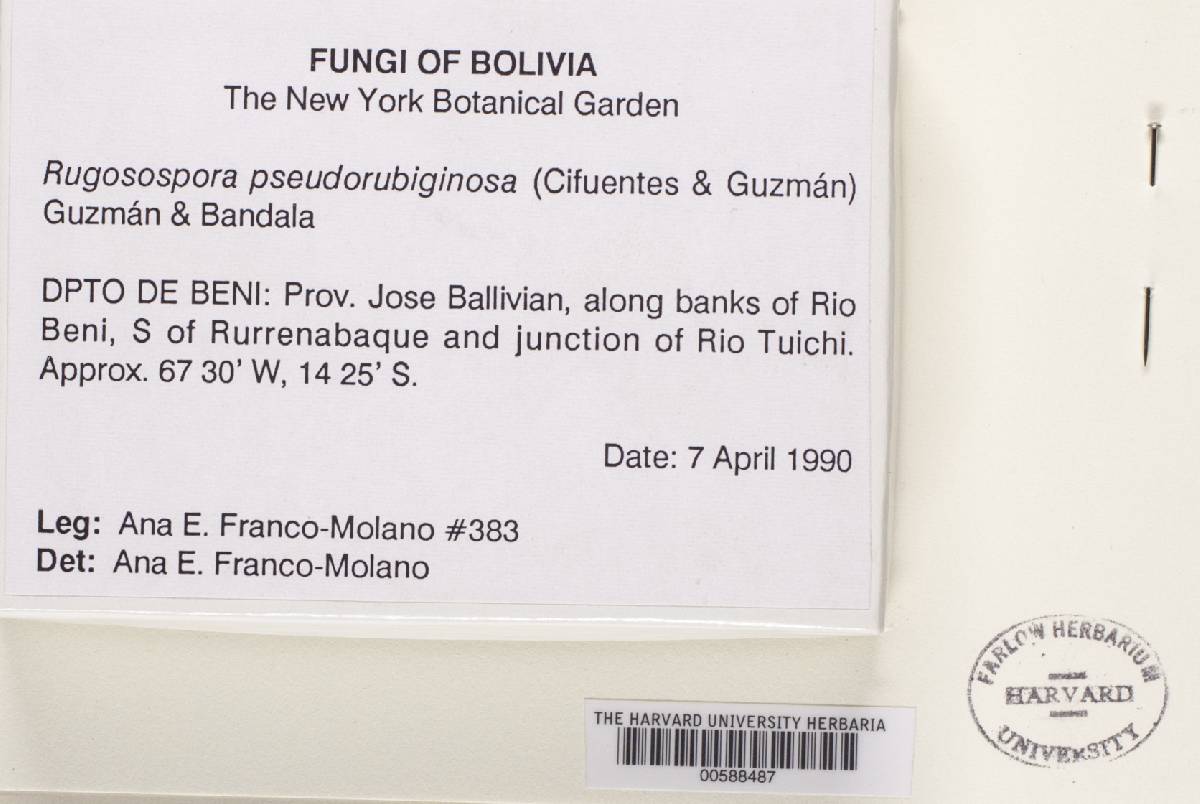 FUNGI OF BOLIVIA
The New York Botanical Garden
Rugosospora pseudorubiginosa (Cifuentes & Guzmán)
Guzmán & Bandala
DPTO DE BENI: Prov. Jose Ballivian, along banks of Rio
Beni, S of Rurrenabaque and junction of Rio Tuichi.
Approx. 67 30’ W, 14 25’ S.
Date: 7 April 1990
Leg: Ana E. Franco-Molano #383
Det: Ana E. Franco-Molano
FARLOW HERBARIUM
HARVARD
UNIVERSITY
THE HARVARD UNIVERSITY HERBARIA
00588487